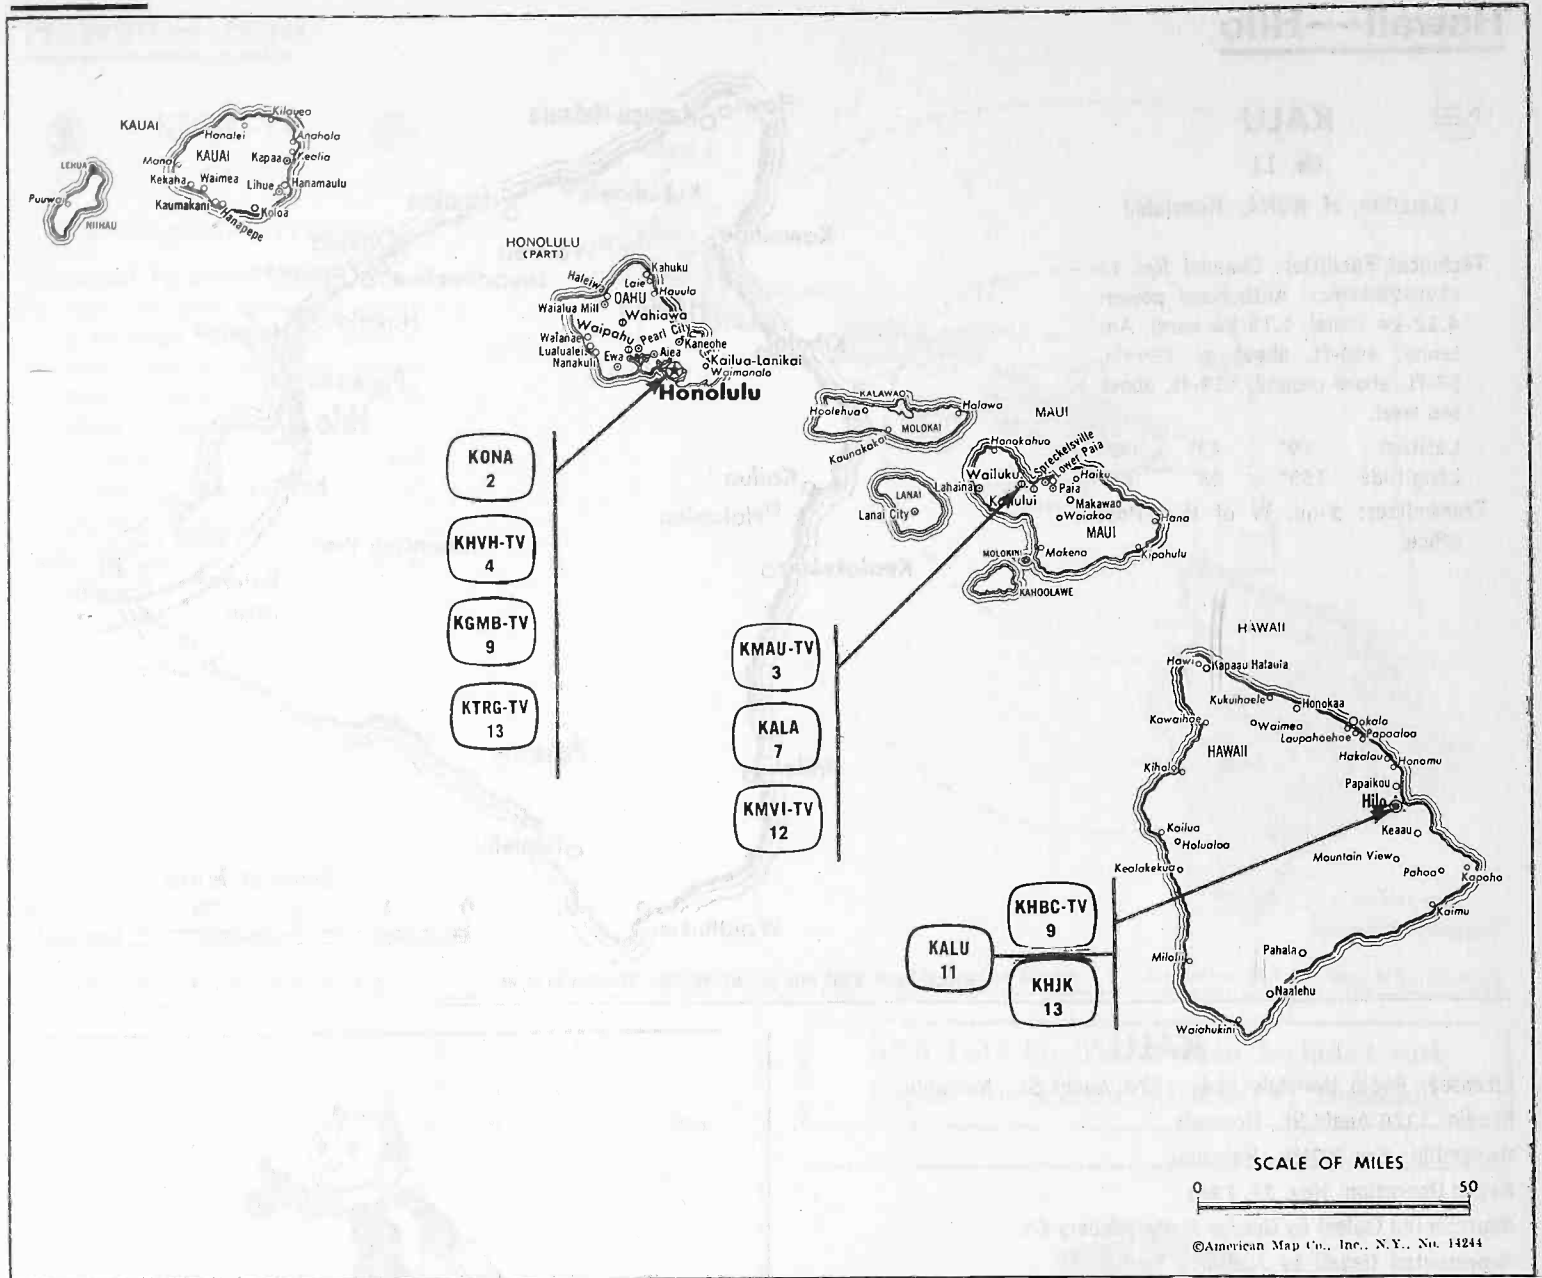 KAUAI
Kilauea
Hanalei
Anahola
KAUAI
Kapaa
Kealia
Mana
LEHUA
Kekaha
Waimea
Lihue
Hanamaulu
Puuwai
Kaumakani
Koloa
NIIHAU
Hanapepe
HONOLULU
(PART)
Kahuku
Haleiwa
Laie
Hauula
OAHU
Waialua Mill
Wahiawa
Waipahu
Pearl City
Waianae
Kaneohe
Lualualei
Ewa
Aiea
Nanakuli
Kailua-Lanikai
Waimanalo
Honolulu
KALAWAO
Hoolehua
Halawa
MAUI
MOLOKAI
Kaunakakai
Honokahua
Spreckelsville
Lower Paia
Wailuku
Haiku
Lahaina
Kahului
Paia
LANAI
Makawao
Lanai City
Waiakoa
Hana
MAUI
MOLOKINI
Makena
Kipahulu
KAHOOLAWE
KONA
2
KHVH-TV
4
KGMB-TV
9
KTRG-TV
13
KMAU-TV
3
KALA
7
KMVI-TV
12
HAWAII
Hawi
Kapaau Halauia
Kukuihaele
Honokaa
Kawaihae
Waimea
Ookala
Laupahoehoe
Papaaloa
HAWAII
Hakalau
Honomu
Kiholo
Papaikou
Hilo
Kailua
Keaau
Holualoa
Mountain View
Kealakekua
Pahoa
Kapoho
Kaimu
Pahala
Milolii
Naalehu
Waiahukini
KHBC-TV
9
KALU
11
KHJK
13
SCALE OF MILES
0 50
©American Map Co., Inc., N.Y., No. 14244